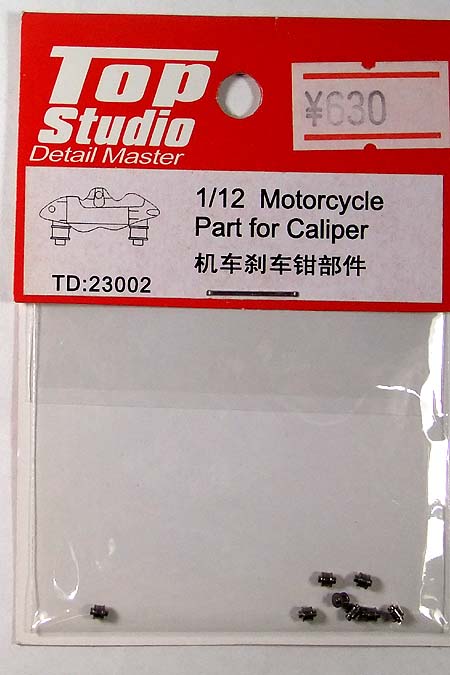 Top
Studio
Detail Master
¥630
1/12 Motorcycle
Part for Caliper
机车刹车钳部件
TD:23002